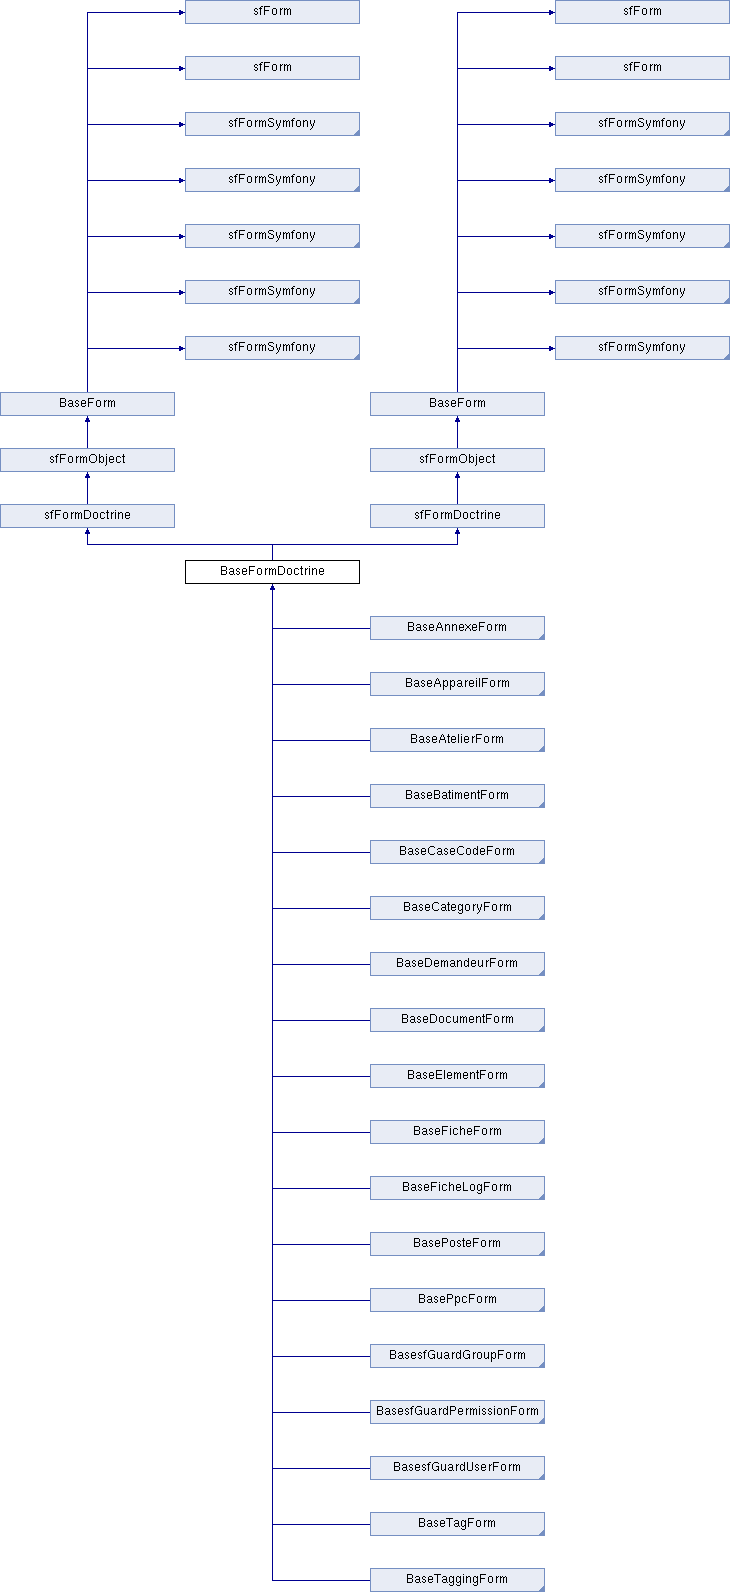 sfForm sfForm
sfForm sfForm
sfFormSymfony sfFormSymfony
sfFormSymfony sfFormSymfony
sfFormSymfony sfFormSymfony
sfFormSymfony sfFormSymfony
sfFormSymfony sfFormSymfony
BaseForm BaseForm
sfFormObject sfFormObject
sfFormDoctrine sfFormDoctrine
BaseFormDoctrine
BaseAnnexeForm
BaseAppareilForm
BaseAtelierForm
BaseBatimentForm
BaseCaseCodeForm
BaseCategoryForm
BaseDemandeurForm
BaseDocumentForm
BaseElementForm
BaseFicheForm
BaseFicheLogForm
BasePosteForm
BasePpcForm
BasesfGuardGroupForm
BasesfGuardPermissionForm
BasesfGuardUserForm
BaseTagForm
BaseTaggingForm